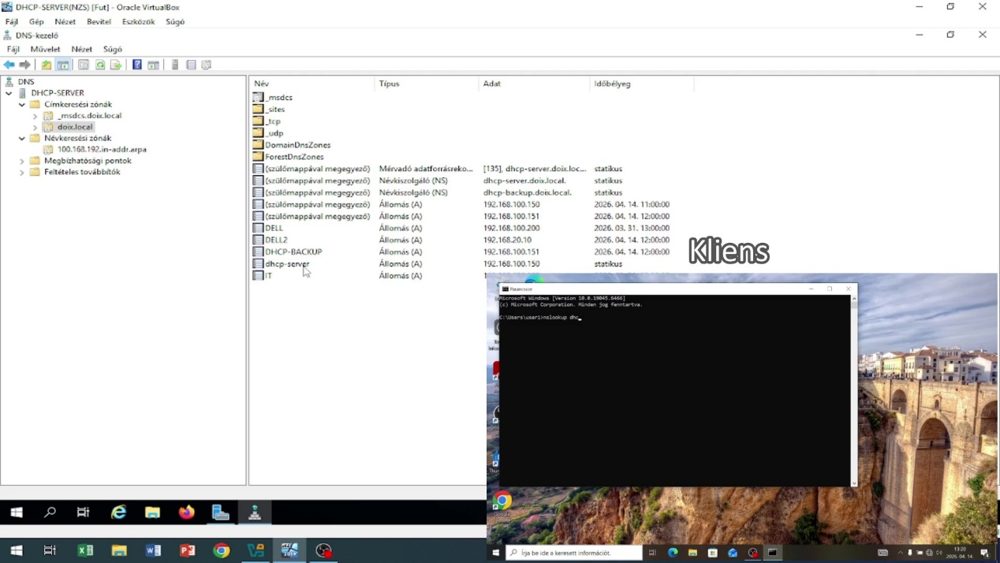 DHCP-SERVER(NZS) [Fut] - Oracle VirtualBox
Fájl Gép Nézet Bevitel Eszközök Súgó
DNS-kezelő
Fájl Művelet Nézet Súgó
DNS
DHCP-SERVER
Címkeresési zónák
_msdcs.doix.local
doix.local
Névkeresési zónák
100.168.192.in-addr.arpa
Megbízhatósági pontok
Feltételes továbbítók
Név Típus Adat Időbélyeg
_msdcs
_sites
_tcp
_udp
DomainDnsZones
ForestDnsZones
(szülőmappával megegyező) Mérvadó adatforrásreko... [135], dhcp-server.doix.loc... statikus
(szülőmappával megegyező) Névkiszolgáló (NS) dhcp-server.doix.local. statikus
(szülőmappával megegyező) Névkiszolgáló (NS) dhcp-backup.doix.local. statikus
(szülőmappával megegyező) Állomás (A) 192.168.100.150 2026. 04. 14. 11:00:00
(szülőmappával megegyező) Állomás (A) 192.168.100.151 2026. 04. 14. 12:00:00
DELL Állomás (A) 192.168.100.200 2026. 03. 31. 13:00:00
DELL2 Állomás (A) 192.168.20.10 2026. 04. 14. 12:00:00
DHCP-BACKUP Állomás (A) 192.168.100.151 2026. 04. 14. 12:00:00
dhcp-server Állomás (A) 192.168.100.150 statikus
IT Állomás (A)
Kliens
Parancssor
Microsoft Windows [Version 10.0.19045.6466]
(c) Microsoft Corporation. Minden jog fenntartva.
C:\Users\user1>nslookup dhc_
Google
Írja be ide a keresett információt.
13:20
2026. 04. 14.